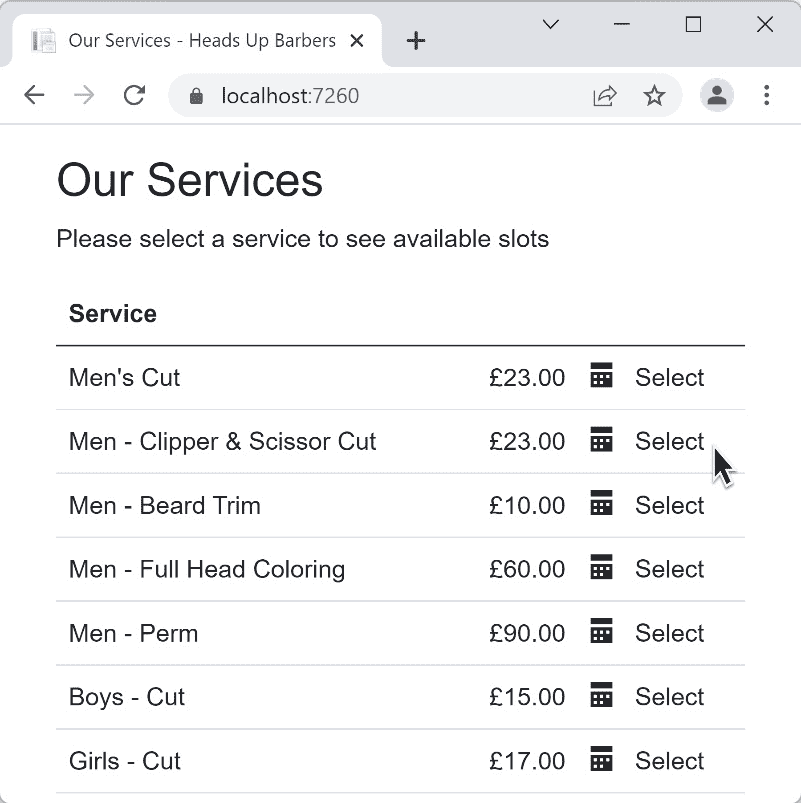 Our Services - Heads Up Barbers
localhost:7260
Our Services
Please select a service to see available slots
Service
Men's Cut £23.00 Select
Men - Clipper & Scissor Cut £23.00 Select
Men - Beard Trim £10.00 Select
Men - Full Head Coloring £60.00 Select
Men - Perm £90.00 Select
Boys - Cut £15.00 Select
Girls - Cut £17.00 Select